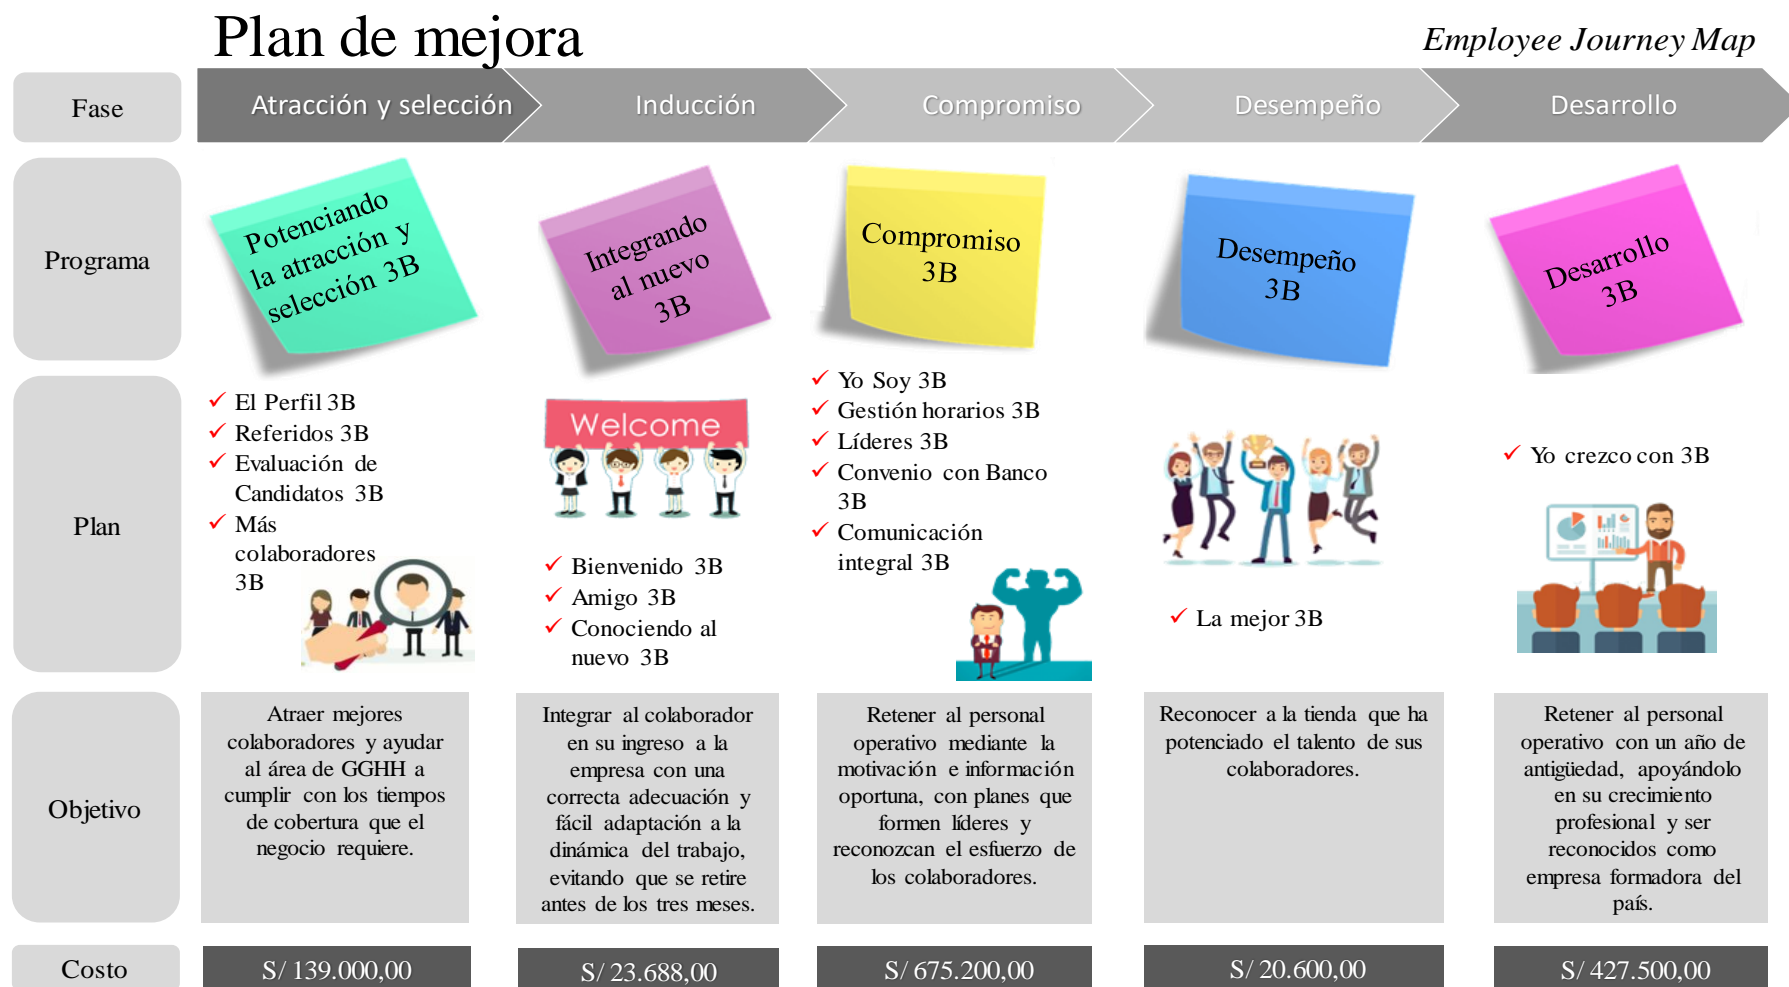 Plan de mejora
Employee Journey Map
Fase
Atracción y selección
Inducción
Compromiso
Desempeño
Desarrollo
Programa
Potenciando
la atracción y
selección 3B
Integrando
al nuevo
3B
Compromiso
3B
Desempeño
3B
Desarrollo
3B
Plan
✓ El Perfil 3B
✓ Referidos 3B
✓ Evaluación de
Candidatos 3B
✓ Más
colaboradores
3B
Welcome
✓ Bienvenido 3B
✓ Amigo 3B
✓ Conociendo al
nuevo 3B
✓ Yo Soy 3B
✓ Gestión horarios 3B
✓ Líderes 3B
✓ Convenio con Banco
3B
✓ Comunicación
integral 3B
✓ La mejor 3B
✓ Yo crezco con 3B
Objetivo
Atraer mejores
colaboradores y ayudar
al área de GGHH a
cumplir con los tiempos
de cobertura que el
negocio requiere.
Integrar al colaborador
en su ingreso a la
empresa con una
correcta adecuación y
fácil adaptación a la
dinámica del trabajo,
evitando que se retire
antes de los tres meses.
Retener al personal
operativo mediante la
motivación e información
oportuna, con planes que
formen líderes y
reconozcan el esfuerzo de
los colaboradores.
Reconocer a la tienda que ha
potenciado el talento de sus
colaboradores.
Retener al personal
operativo con un año de
antigüedad, apoyándolo
en su crecimiento
profesional y ser
reconocidos como
empresa formadora del
país.
Costo
S/ 139.000,00
S/ 23.688,00
S/ 675.200,00
S/ 20.600,00
S/ 427.500,00